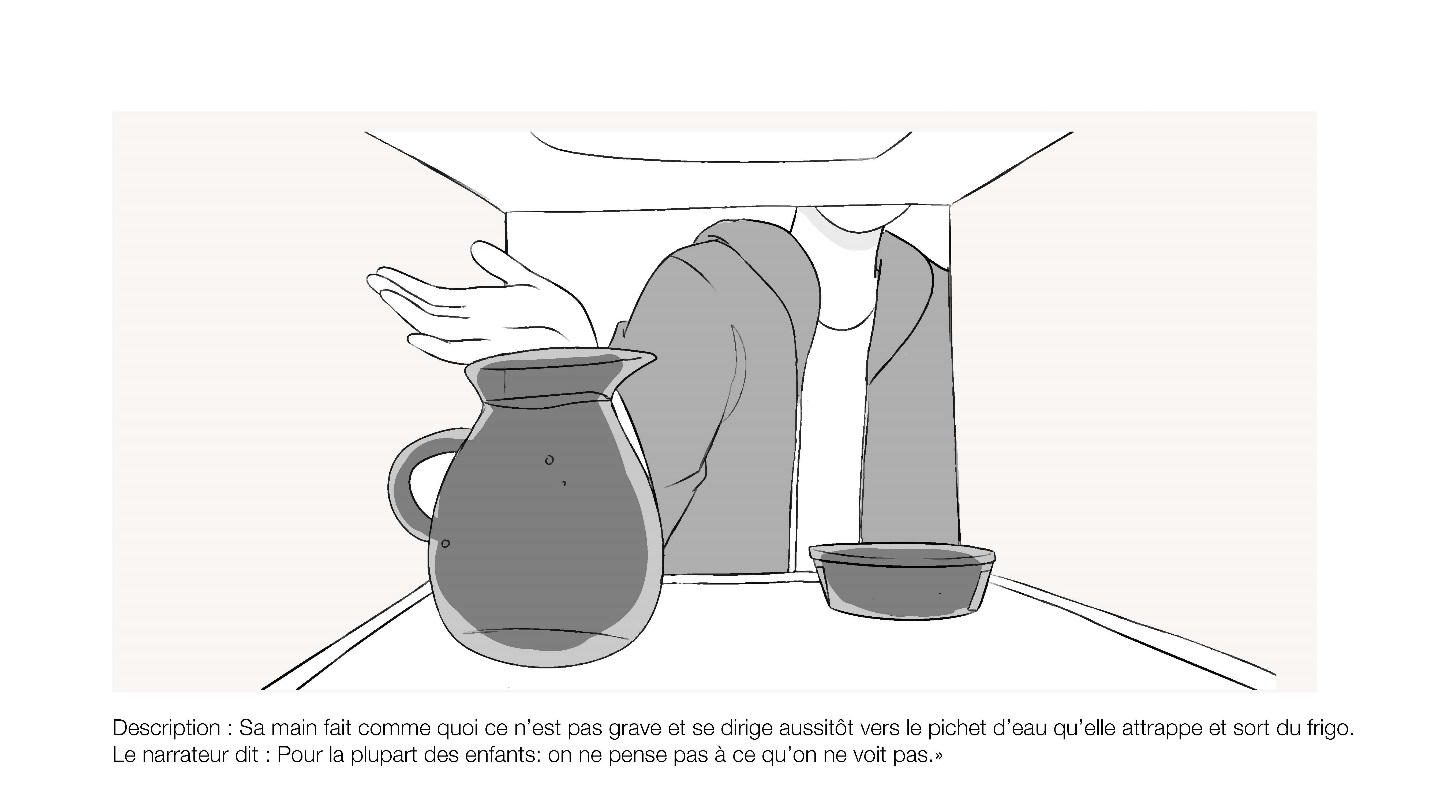 Description : Sa main fait comme quoi ce n’est pas grave et se dirige aussitôt vers le pichet d’eau qu’elle attrappe et sort du frigo.
Le narrateur dit : Pour la plupart des enfants: on ne pense pas à ce qu’on ne voit pas.»